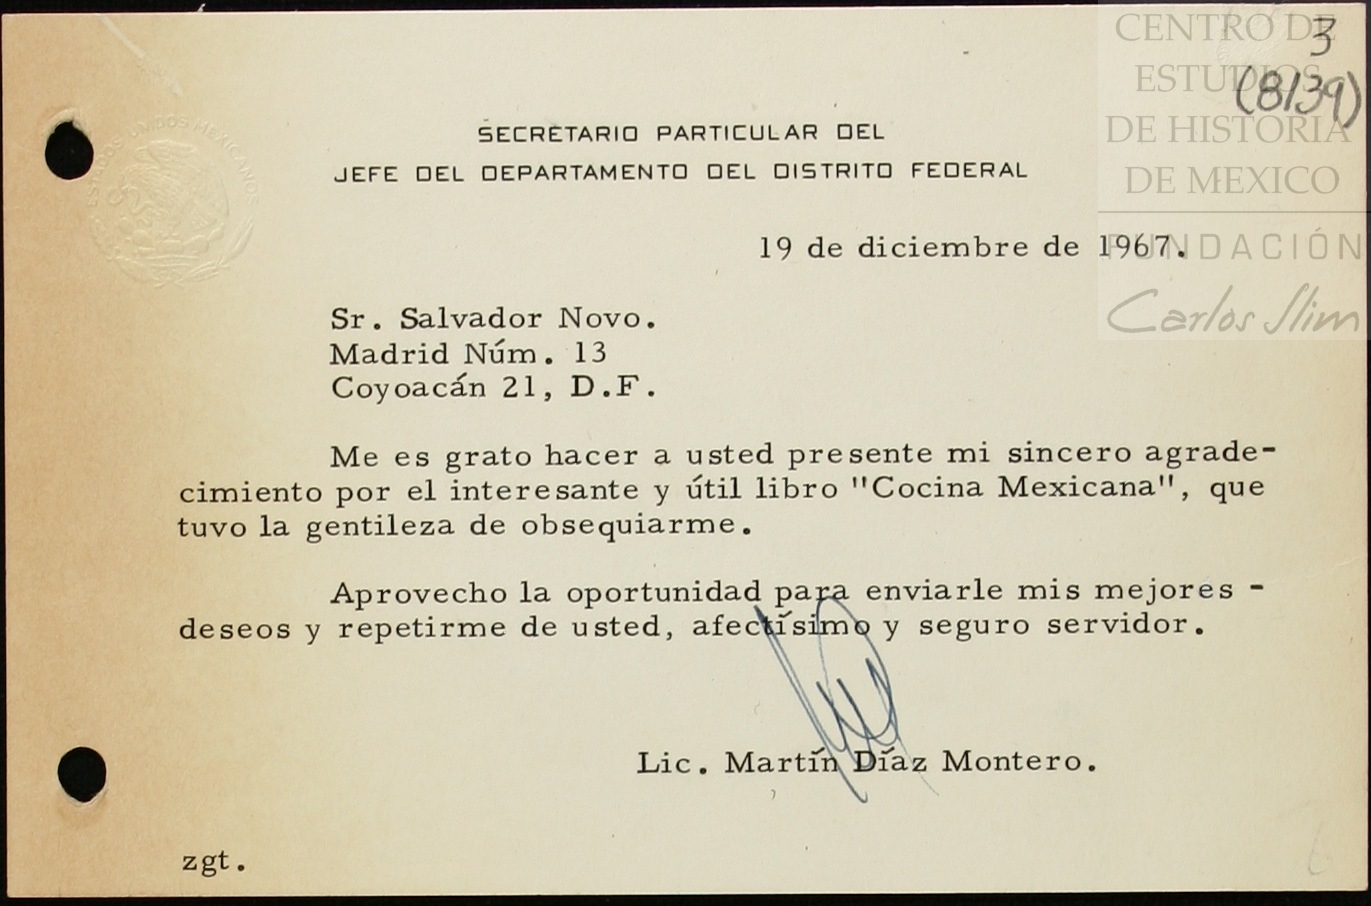 CENTRO DE
ESTUDIOS
DE HISTORIA
DE MEXICO
FUNDACIÓN
Carlos Slim
3
(8139)
ESTADOS UNIDOS MEXICANOS
SECRETARIO PARTICULAR DEL
JEFE DEL DEPARTAMENTO DEL DISTRITO FEDERAL
19 de diciembre de 1967.
Sr. Salvador Novo.
Madrid Núm. 13
Coyoacán 21, D.F.
Me es grato hacer a usted presente mi sincero agrade-
cimiento por el interesante y útil libro "Cocina Mexicana", que
tuvo la gentileza de obsequiarme.
Aprovecho la oportunidad para enviarle mis mejores -
deseos y repetirme de usted, afectísimo y seguro servidor.
Lic. Martín Díaz Montero.
zgt.
6